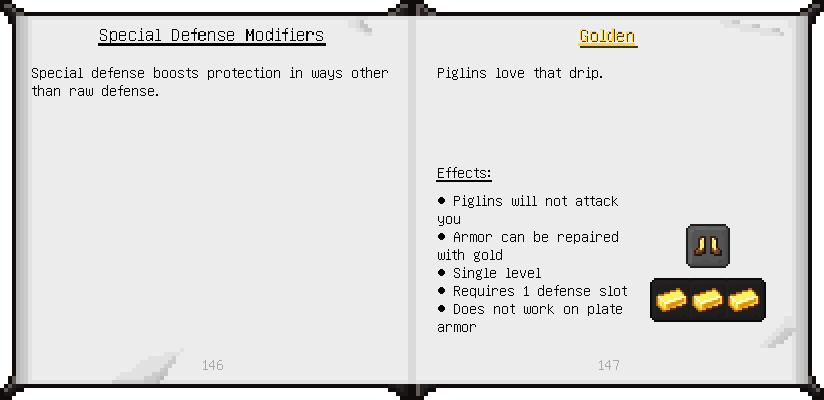 Special Defense Modifiers
Special defense boosts protection in ways other
than raw defense.
146
Golden
Piglins love that drip.
Effects:
● Piglins will not attack
you
● Armor can be repaired
with gold
● Single level
● Requires 1 defense slot
● Does not work on plate
armor
147